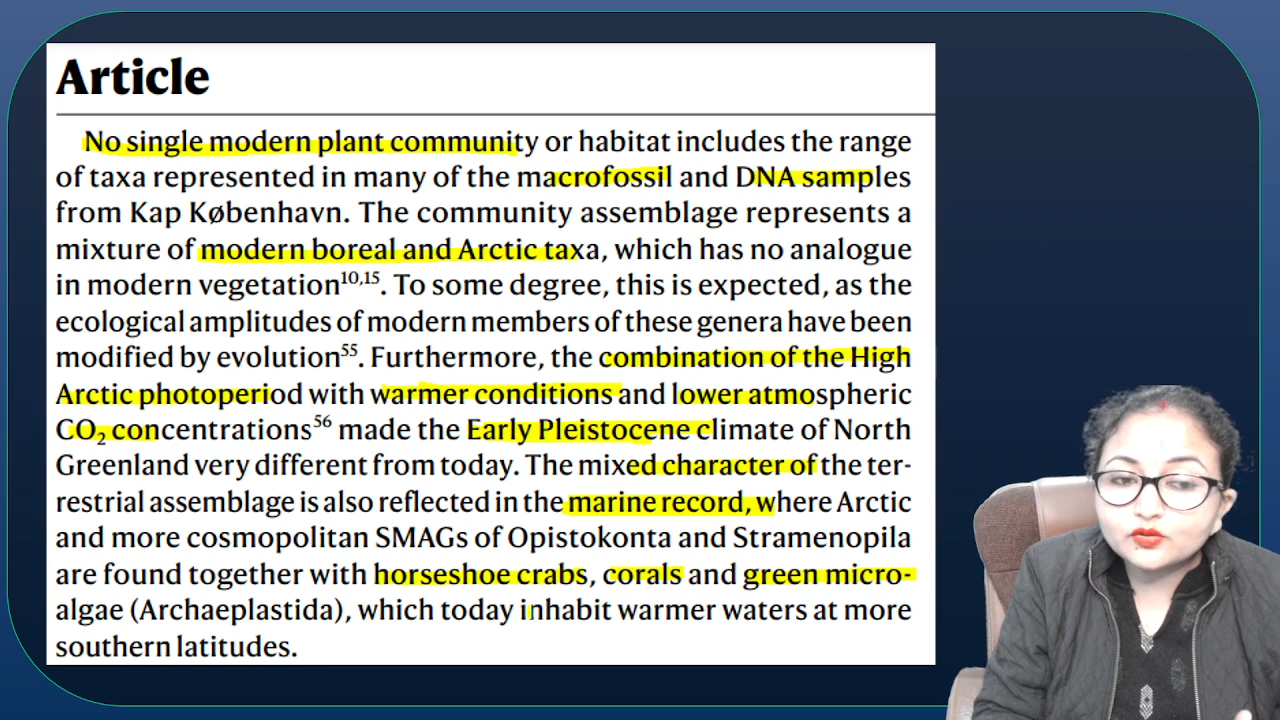 Article
No single modern plant community or habitat includes the range
of taxa represented in many of the macrofossil and DNA samples
from Kap København. The community assemblage represents a
mixture of modern boreal and Arctic taxa, which has no analogue
in modern vegetation¹⁰,¹⁵. To some degree, this is expected, as the
ecological amplitudes of modern members of these genera have been
modified by evolution⁵⁵. Furthermore, the combination of the High
Arctic photoperiod with warmer conditions and lower atmospheric
CO₂ concentrations⁵⁶ made the Early Pleistocene climate of North
Greenland very different from today. The mixed character of the ter-
restrial assemblage is also reflected in the marine record, where Arctic
and more cosmopolitan SMAGs of Opistokonta and Stramenopila
are found together with horseshoe crabs, corals and green micro-
algae (Archaeplastida), which today inhabit warmer waters at more
southern latitudes.